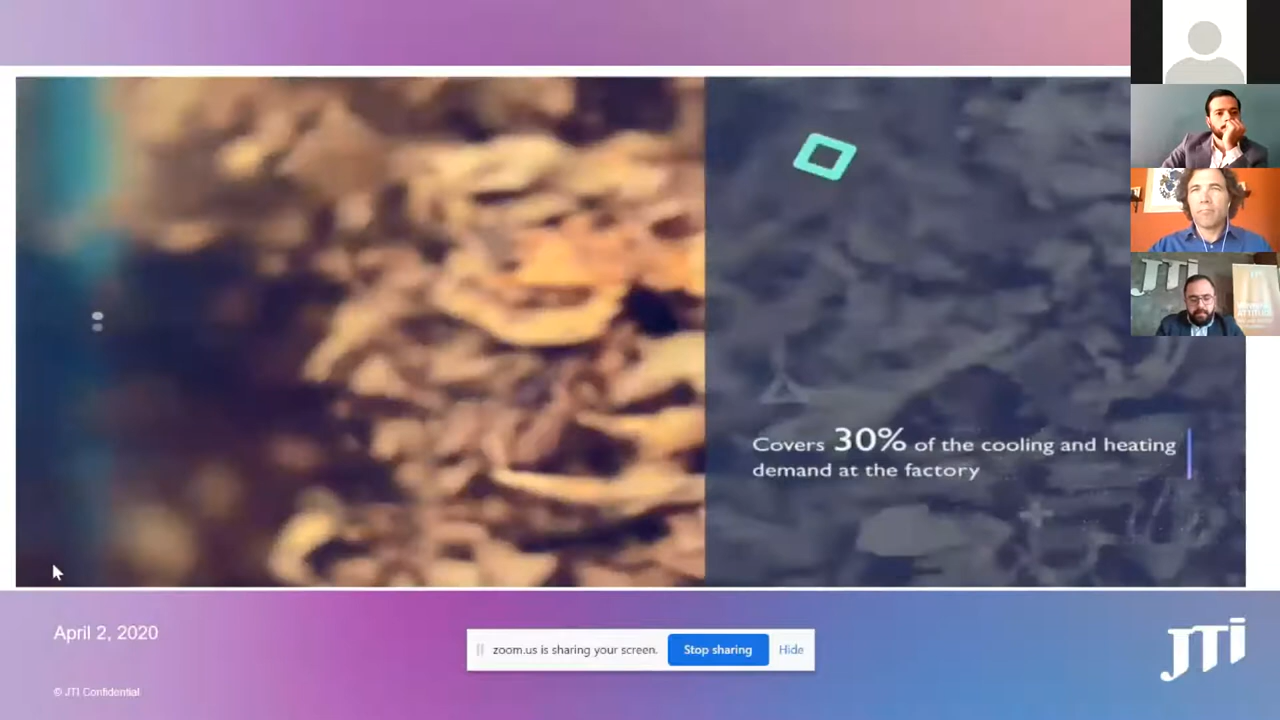 JTi
Covers 30% of the cooling and heating
demand at the factory
April 2, 2020
zoom.us is sharing your screen.
Stop sharing
Hide
JTi
© JTI Confidential